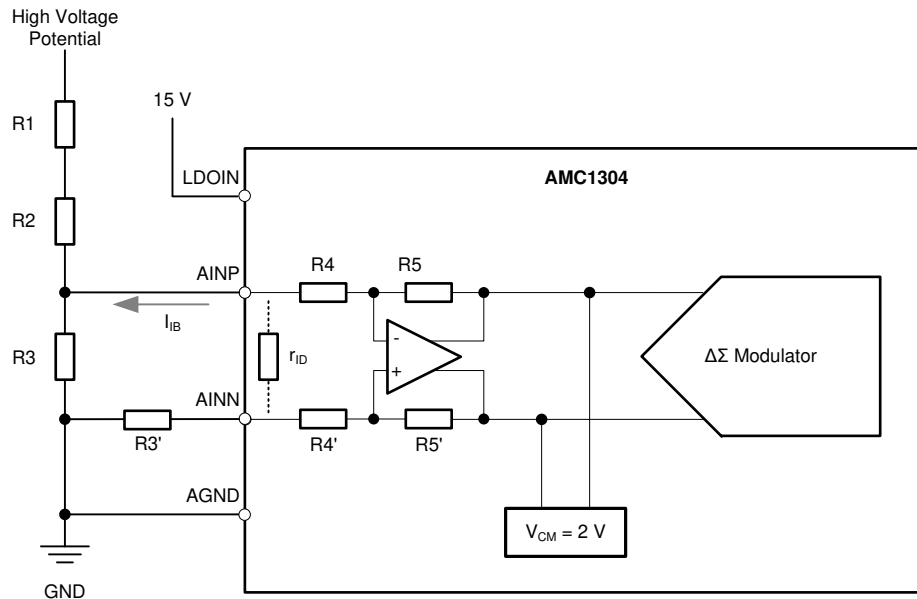 High Voltage
Potential
R1
15 V
LDOIN
AMC1304
R2
AINP
R4
R5
I_IB
R3
r_ID
-
+
ΔΣ Modulator
AINN
R3'
R4'
R5'
AGND
V_CM = 2 V
GND